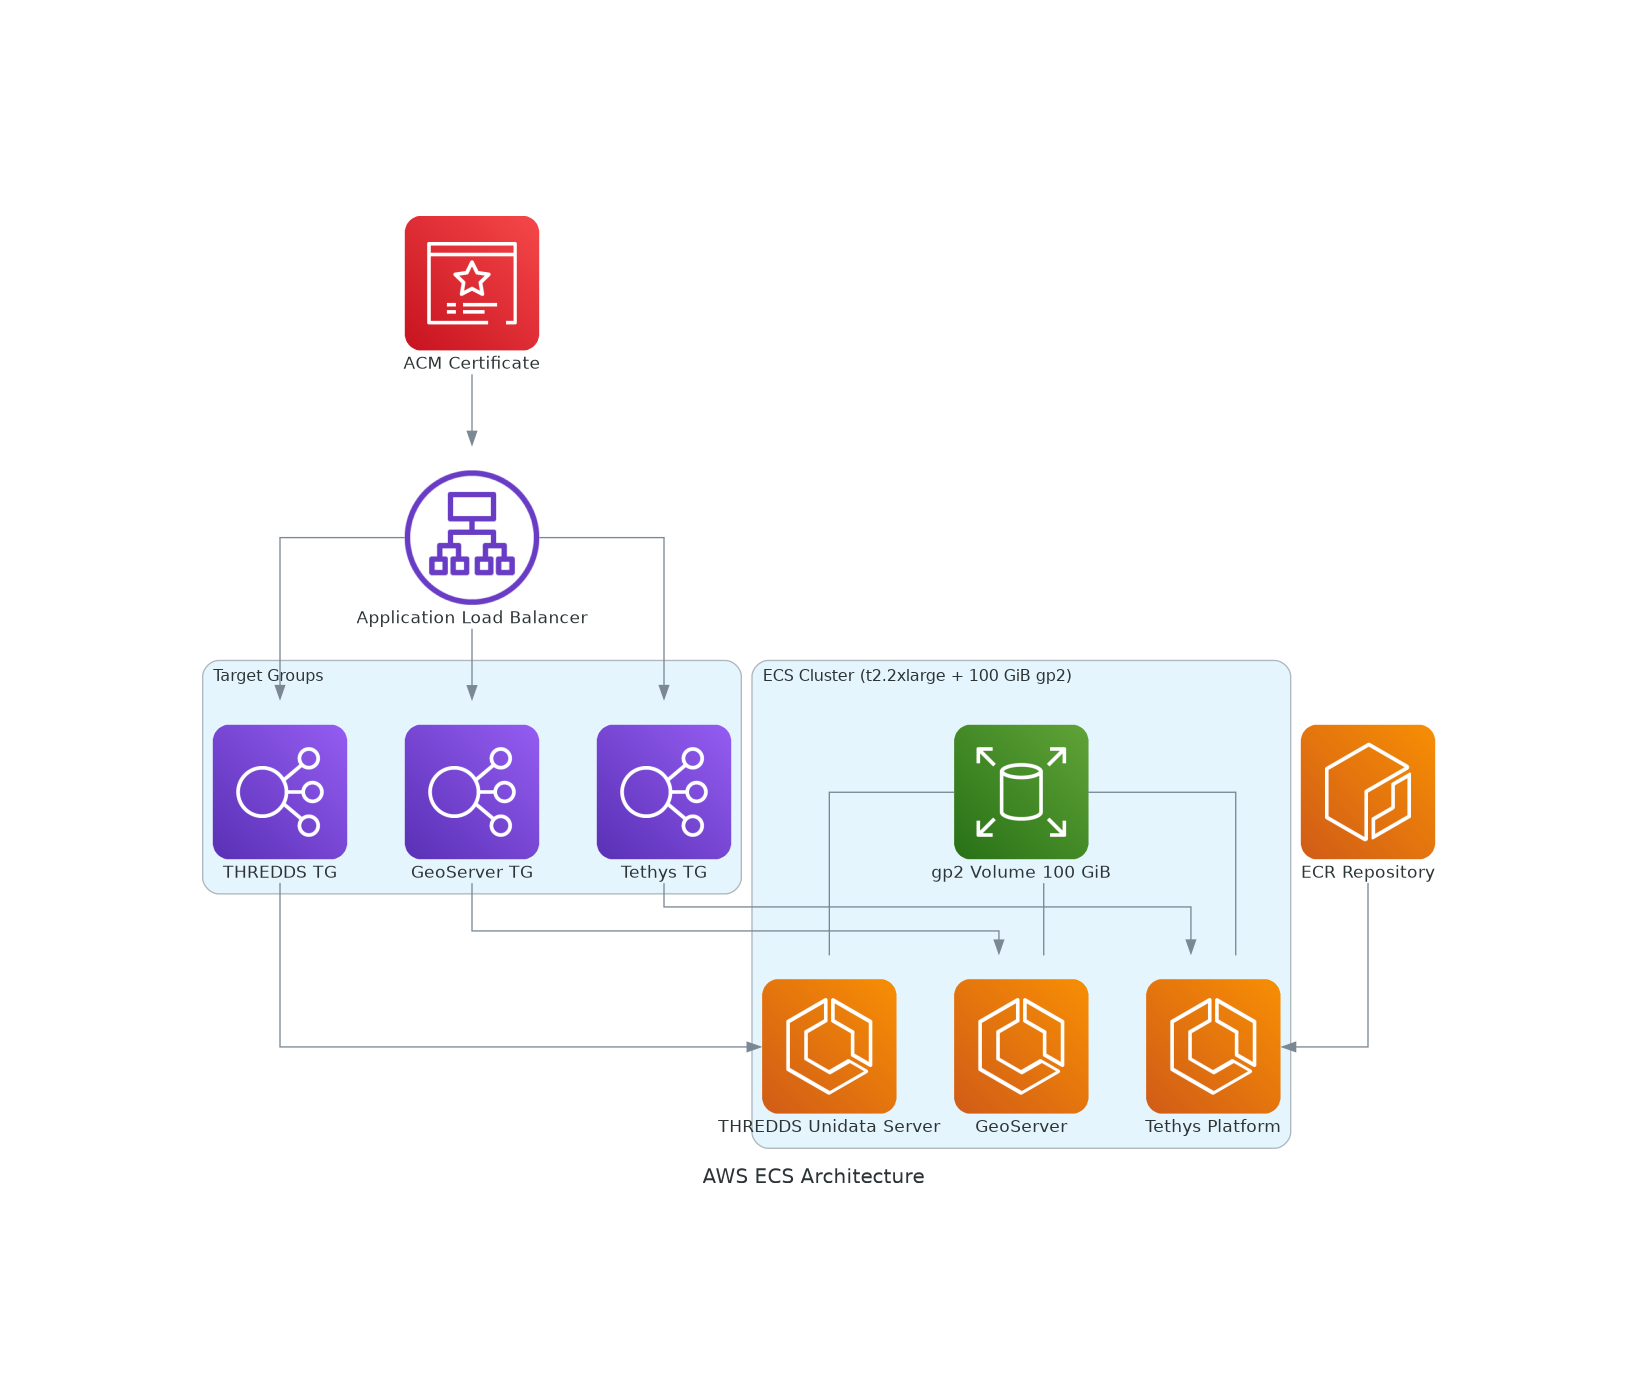 ACM Certificate
Application Load Balancer
Target Groups
ECS Cluster (t2.2xlarge + 100 GiB gp2)
THREDDS TG
GeoServer TG
Tethys TG
gp2 Volume 100 GiB
ECR Repository
THREDDS Unidata Server
GeoServer
Tethys Platform
AWS ECS Architecture